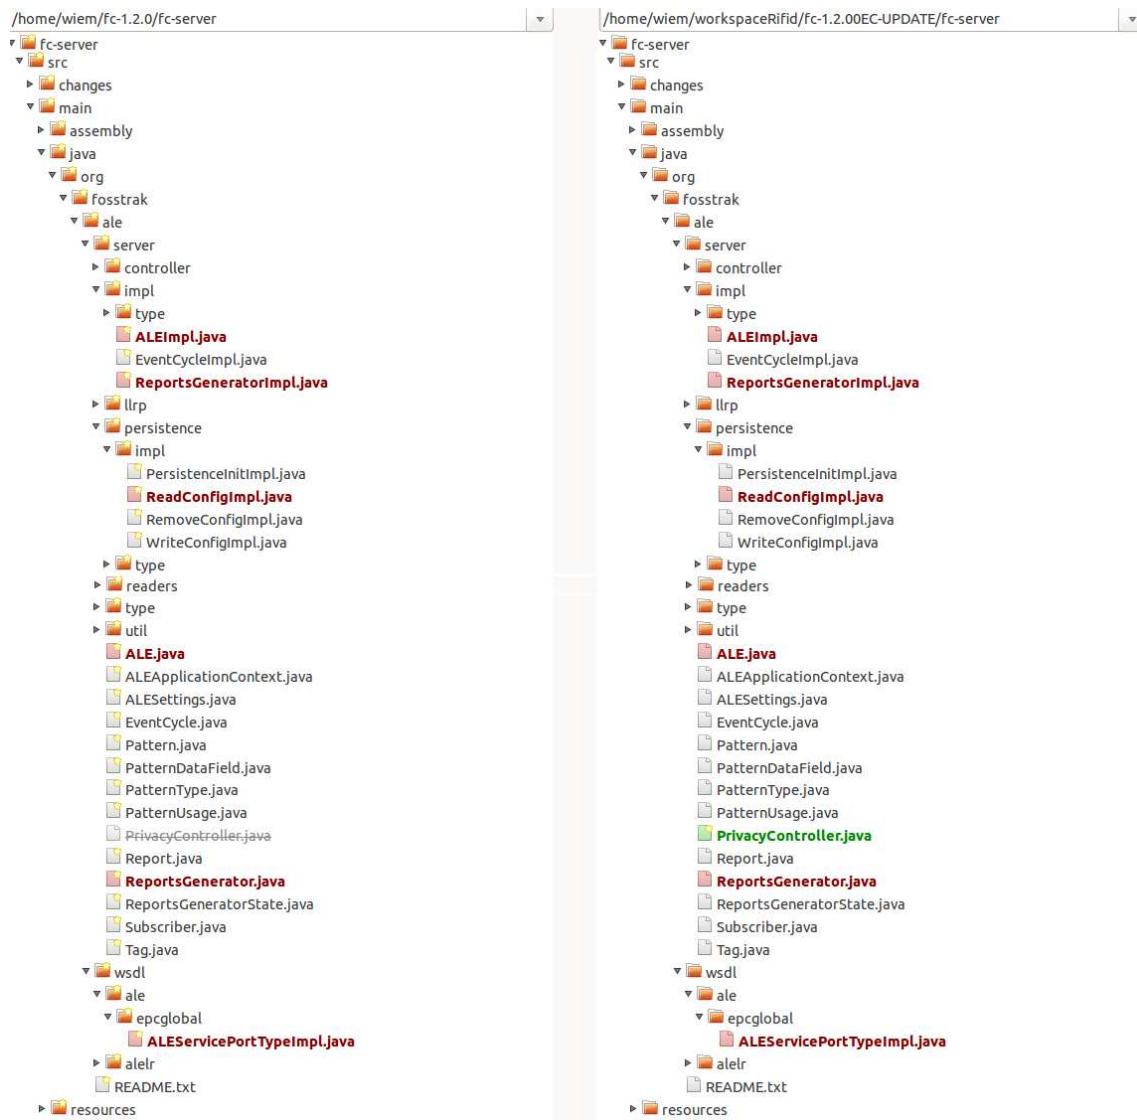 /home/wiem/fc-1.2.0/fc-server
fc-server
src
changes
main
assembly
java
org
fosstrak
ale
server
controller
impl
type
ALEImpl.java
EventCycleImpl.java
ReportsGeneratorImpl.java
llrp
persistence
impl
PersistenceInitImpl.java
ReadConfigImpl.java
RemoveConfigImpl.java
WriteConfigImpl.java
type
readers
type
util
ALE.java
ALEApplicationContext.java
ALESettings.java
EventCycle.java
Pattern.java
PatternDataField.java
PatternType.java
PatternUsage.java
PrivacyController.java
Report.java
ReportsGenerator.java
ReportsGeneratorState.java
Subscriber.java
Tag.java
wsdl
ale
epcglobal
ALEServicePortTypeImpl.java
alelr
README.txt
resources
/home/wiem/workspaceRifid/fc-1.2.00EC-UPDATE/fc-server
fc-server
src
changes
main
assembly
java
org
fosstrak
ale
server
controller
impl
type
ALEImpl.java
EventCycleImpl.java
ReportsGeneratorImpl.java
llrp
persistence
impl
PersistenceInitImpl.java
ReadConfigImpl.java
RemoveConfigImpl.java
WriteConfigImpl.java
type
readers
type
util
ALE.java
ALEApplicationContext.java
ALESettings.java
EventCycle.java
Pattern.java
PatternDataField.java
PatternType.java
PatternUsage.java
PrivacyController.java
Report.java
ReportsGenerator.java
ReportsGeneratorState.java
Subscriber.java
Tag.java
wsdl
ale
epcglobal
ALEServicePortTypeImpl.java
alelr
README.txt
resources